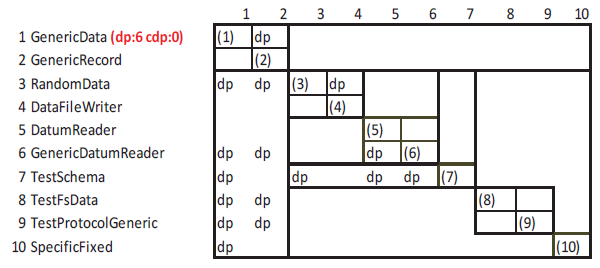 1 2 3 4 5 6 7 8 9 10
1 GenericData (dp:6 cdp:0) (1) dp
2 GenericRecord (2)
3 RandomData dp dp (3) dp
4 DataFileWriter (4)
5 DatumReader (5)
6 GenericDatumReader dp dp dp (6)
7 TestSchema dp dp dp dp (7)
8 TestFsData dp dp (8)
9 TestProtocolGeneric dp dp (9)
10 SpecificFixed dp (10)